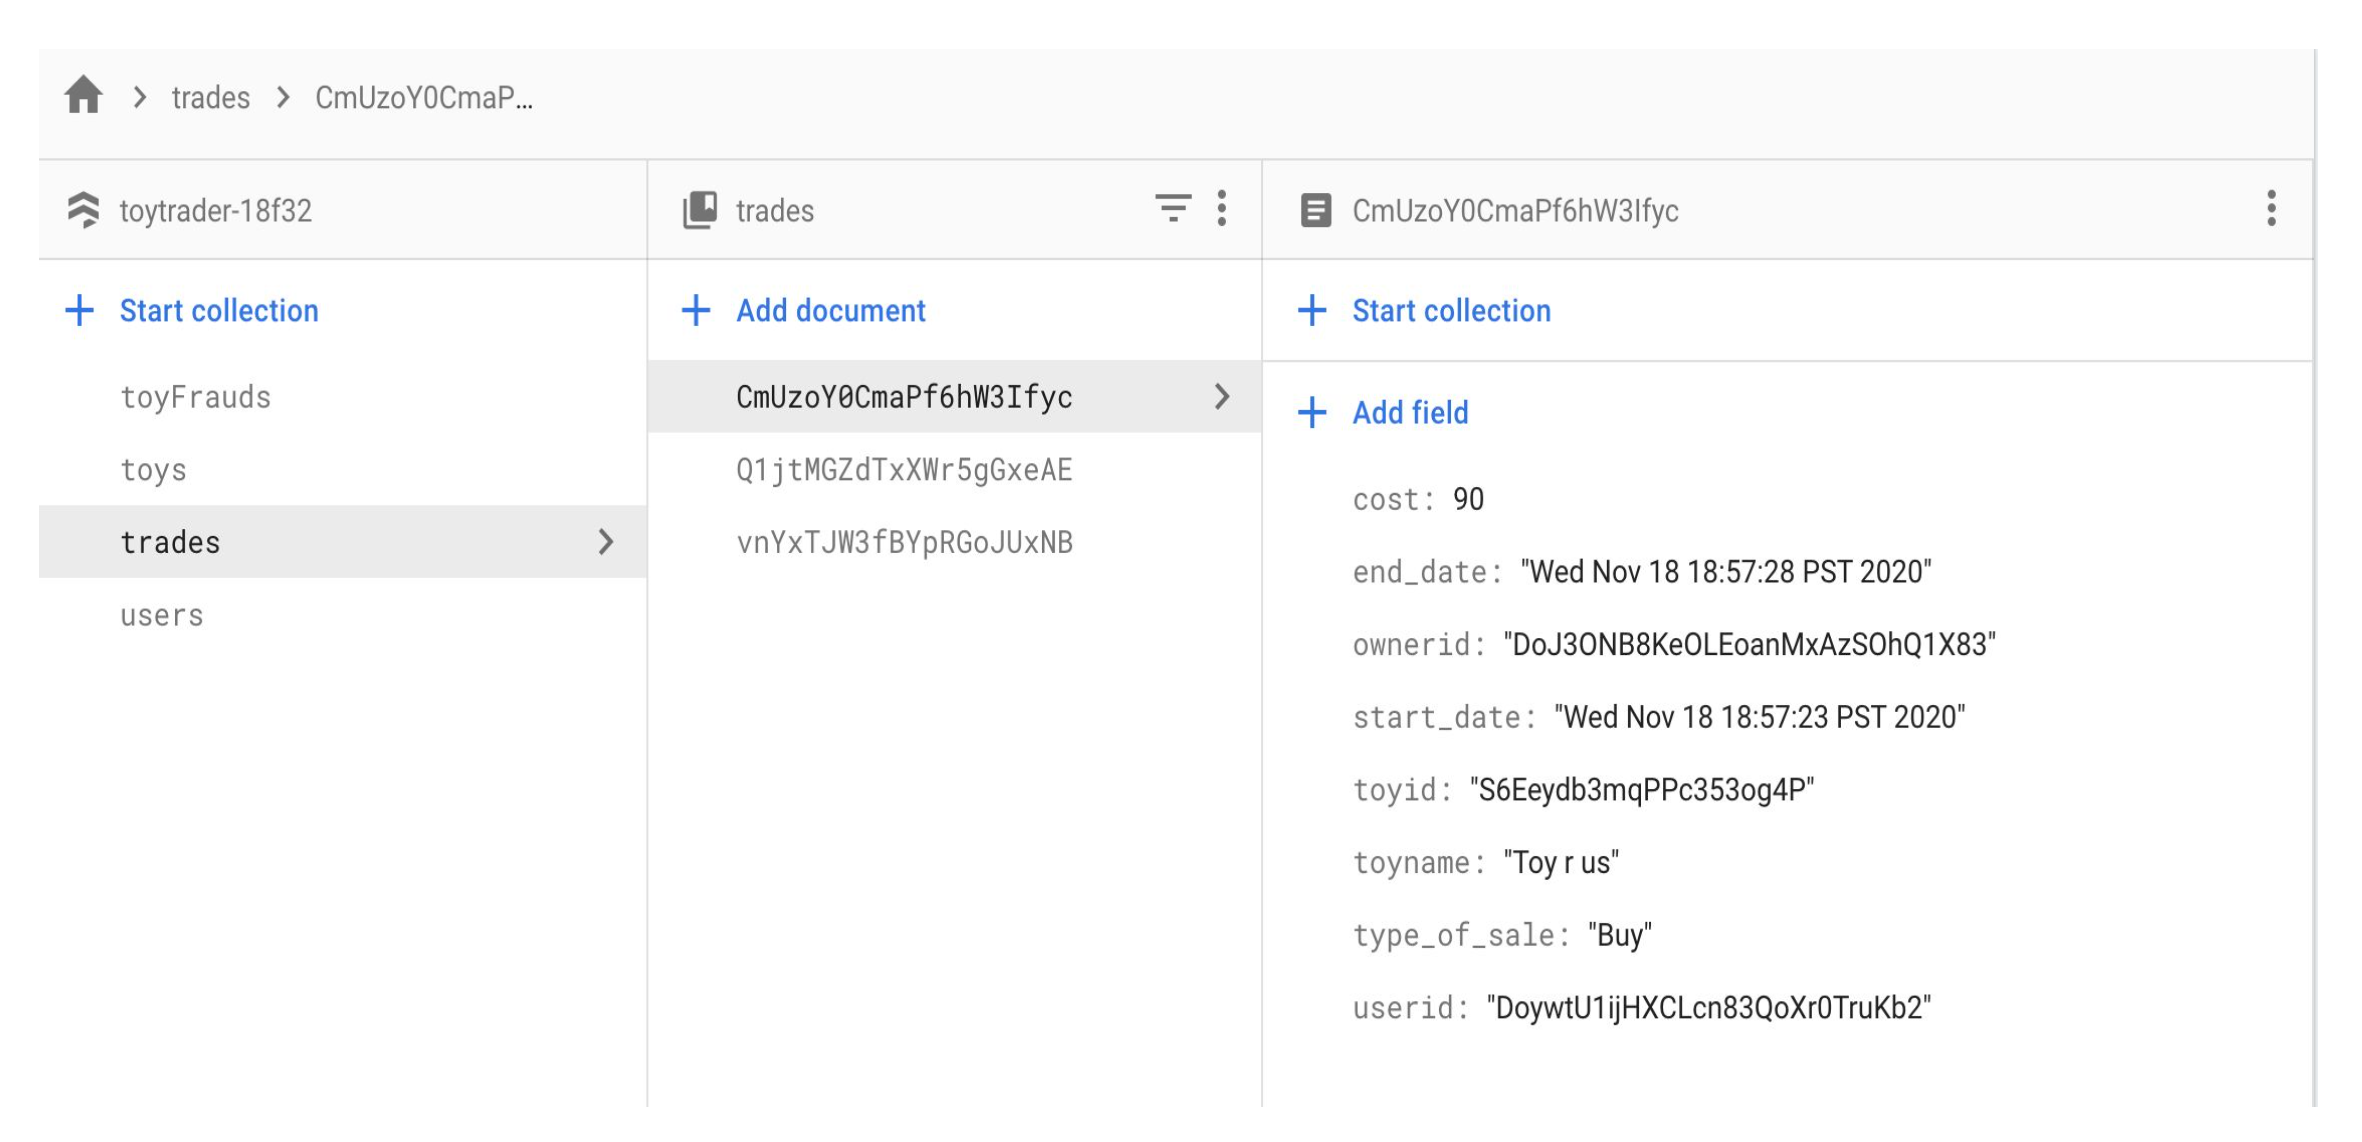 trades
CmUzoY0CmaP…
toytrader-18f32
Start collection
toyFrauds
toys
trades
users
trades
Add document
CmUzoY0CmaPf6hW3Ifyc
Q1jtMGZdTxXWr5gGxeAE
vnYxTJW3fBYpRGoJUxNB
CmUzoY0CmaPf6hW3Ifyc
Start collection
Add field
cost: 90
end_date: "Wed Nov 18 18:57:28 PST 2020"
ownerid: "DoJ3ONB8KeOLEoanMxAzSOhQ1X83"
start_date: "Wed Nov 18 18:57:23 PST 2020"
toyid: "S6Eeydb3mqPPc353og4P"
toyname: "Toy r us"
type_of_sale: "Buy"
userid: "DoywtU1ijHXCLcn83QoXr0TruKb2"